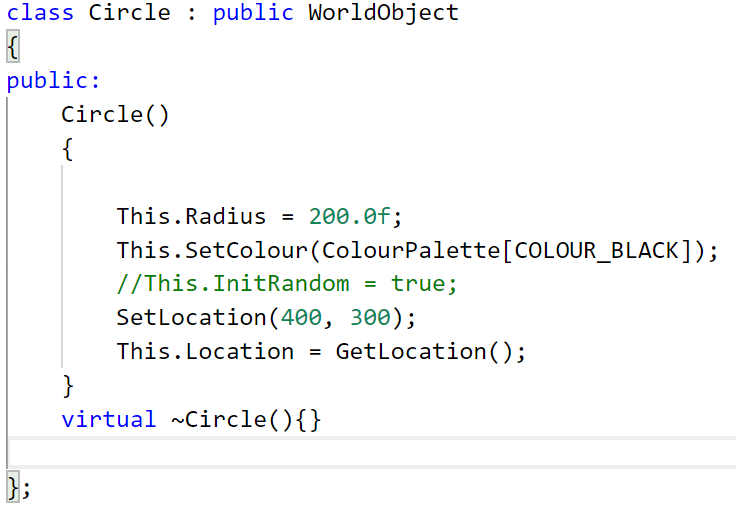 class Circle : public WorldObject
{
public:
    Circle()
    {

        This.Radius = 200.0f;
        This.SetColour(ColourPalette[COLOUR_BLACK]);
        //This.InitRandom = true;
        SetLocation(400, 300);
        This.Location = GetLocation();
    }
    virtual ~Circle(){}

};